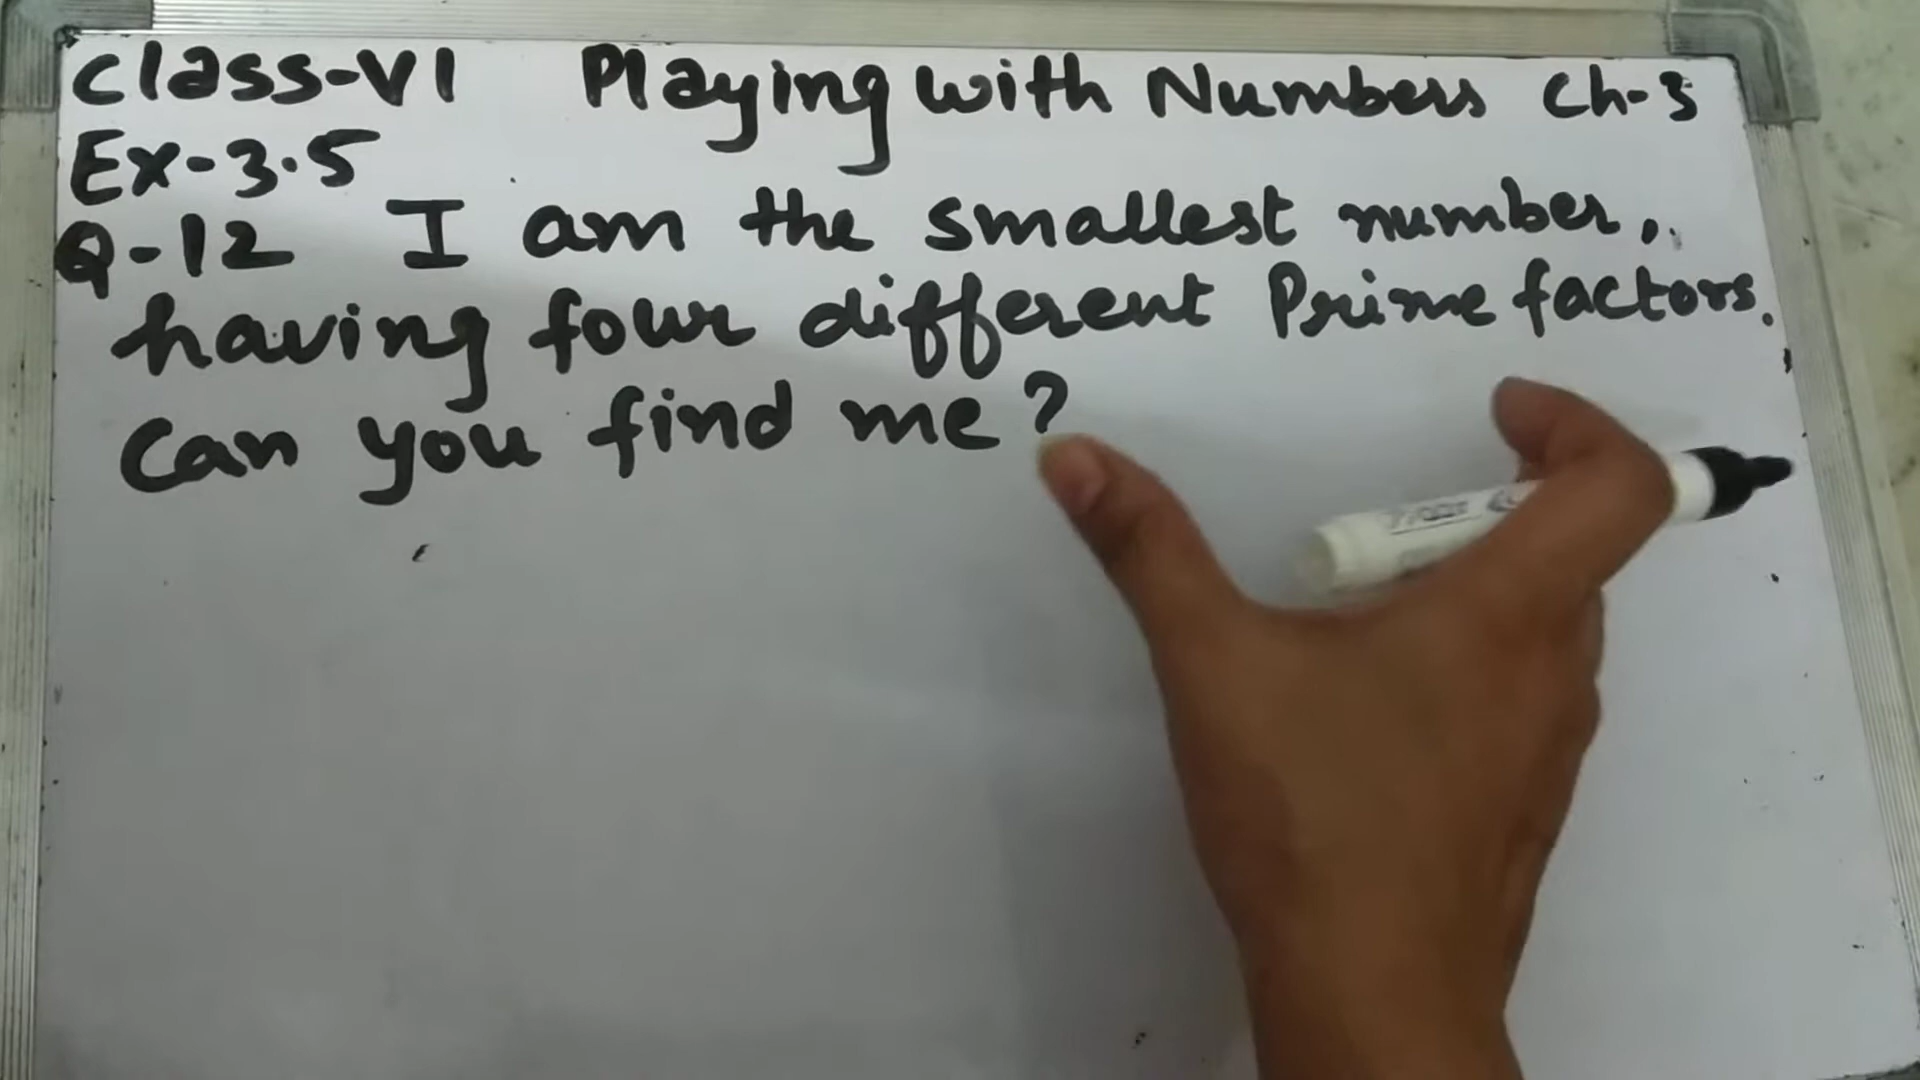 Class-VI Playing with Numbers Ch-3
Ex-3.5
Q-12 I am the smallest number,
having four different Prime factors.
Can you find me?